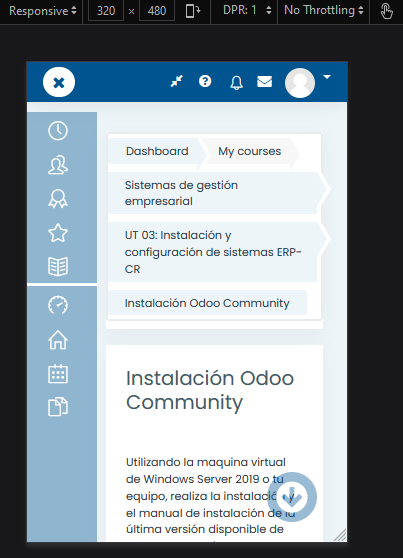 Responsive 320 × 480 DPR: 1 No Throttling
Dashboard My courses
Sistemas de gestión
empresarial
UT 03: Instalación y
configuración de sistemas ERP-
CR
Instalación Odoo Community
Instalación Odoo
Community
Utilizando la maquina virtual
de Windows Server 2019 o tu
equipo, realiza la instalación y
el manual de instalación de la
última versión disponible de